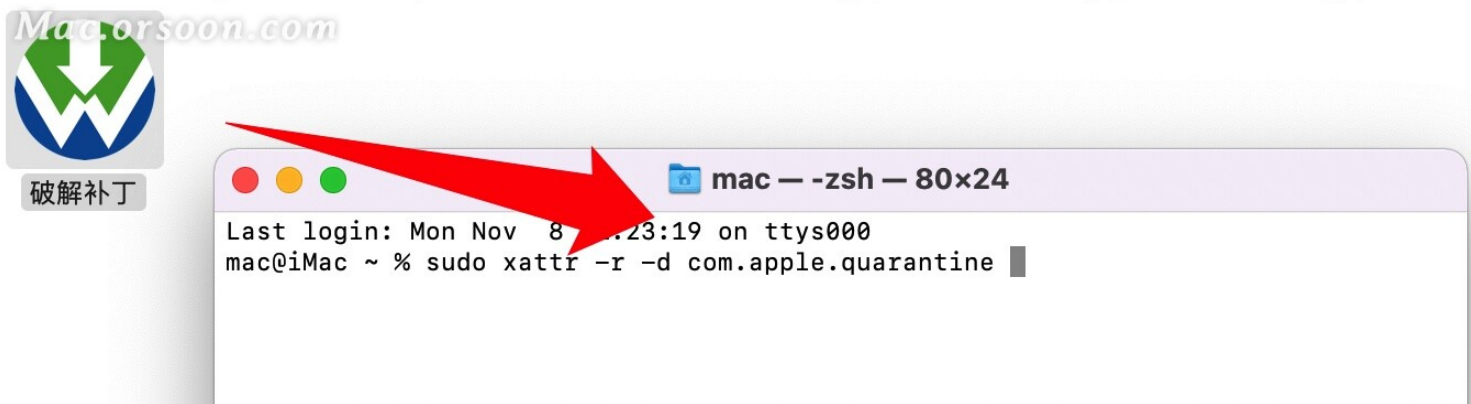 Mac.orsoon.com
破解补丁
mac — -zsh — 80×24
Last login: Mon Nov 8 :23:19 on ttys000
mac@iMac ~ % sudo xattr -r -d com.apple.quarantine